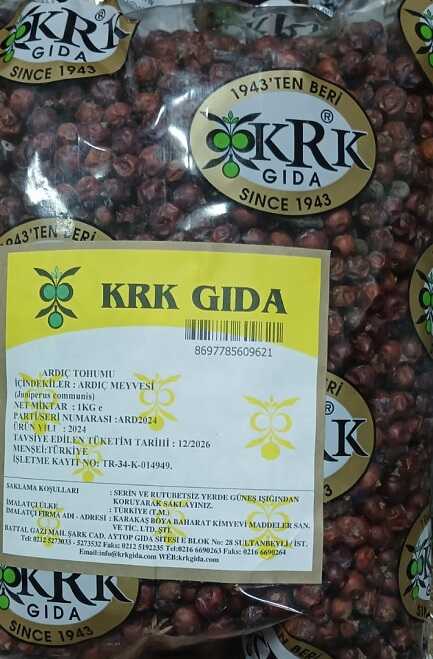 KRK
®
GIDA
SINCE 1943
1943'TEN BERİ
KRK
®
GIDA
SINCE 1943
KRK
1943'TEN BERİ
KRK GIDA
8697785609621
ARDIÇ TOHUMU
İÇİNDEKİLER : ARDIÇ MEYVESİ
(Juniperus communis)
NET MİKTAR : 1KG e
PARTİ/SERİ NUMARASI :ARD2024
ÜRÜN YILI : 2024
TAVSİYE EDİLEN TÜKETİM TARİHİ : 12/2026
MENŞEİ:TÜRKİYE
İŞLETME KAYIT NO: TR-34-K-014949.
SAKLAMA KOŞULLARI : SERİN VE RUTUBETSIZ YERDE GÜNEŞ IŞIĞINDAN
KORUYARAK SAKLAYINIZ.
İMALATÇI ÜLKE : TÜRKİYE (T.M.)
İMALATÇI FİRMA ADI - ADRESİ : KARAKAŞ BOYA BAHARAT KİMYEVİ MADDELER SAN.
VE TİC. LTD. ŞTİ.
BATTAL GAZİ MAH. ŞARK CAD. AYTOP GIDA SİTESİ E BLOK No: 28 SULTANBEYLİ / İST.
Tel: 0212 5273033 - 5273532 Faks: 0212 5192235 Tel:0216 6690263 Faks: 0216 6690264
Email:info@krkgida.com WEB:krkgida.com
KRK
GIDA
SINCE 1943